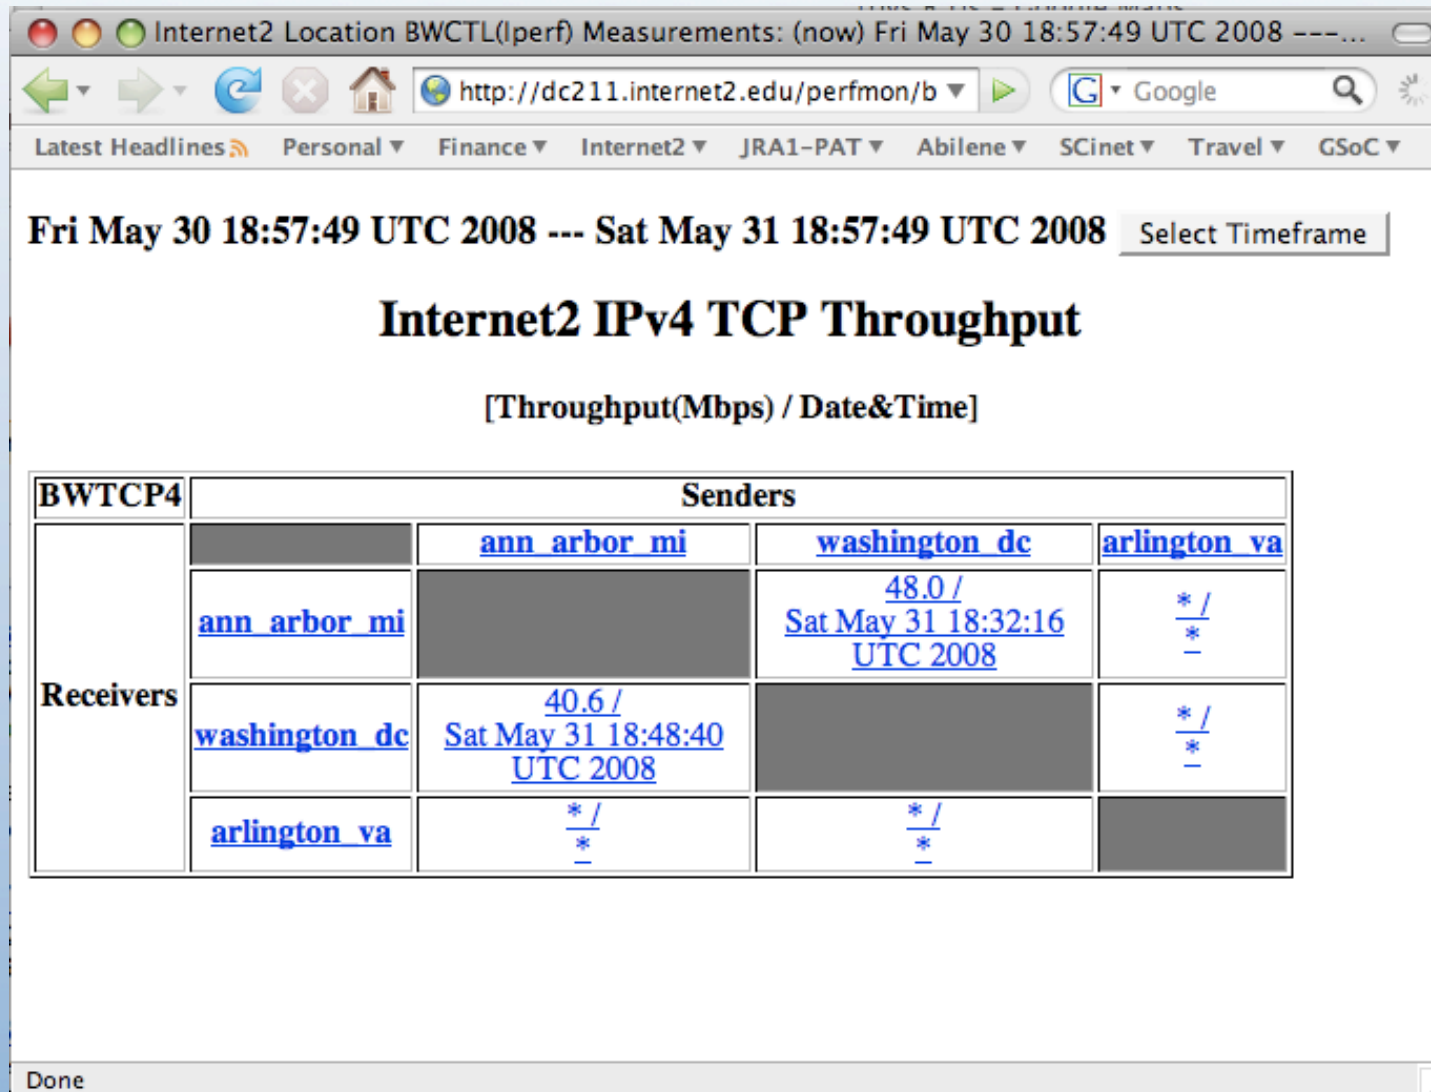 Internet2 Location BWCTL(Iperf) Measurements: (now) Fri May 30 18:57:49 UTC 2008 ---...
http://dc211.internet2.edu/perfmon/b
Google
Latest Headlines Personal Finance Internet2 JRA1-PAT Abilene SCinet Travel GSoC
Fri May 30 18:57:49 UTC 2008 --- Sat May 31 18:57:49 UTC 2008 Select Timeframe
Internet2 IPv4 TCP Throughput
[Throughput(Mbps) / Date&Time]
BWTCP4 Senders
ann_arbor_mi washington_dc arlington_va
Receivers
ann_arbor_mi
48.0 /
Sat May 31 18:32:16
UTC 2008
* /
*
washington_dc
40.6 /
Sat May 31 18:48:40
UTC 2008
* /
*
arlington_va
* /
*
* /
*
Done